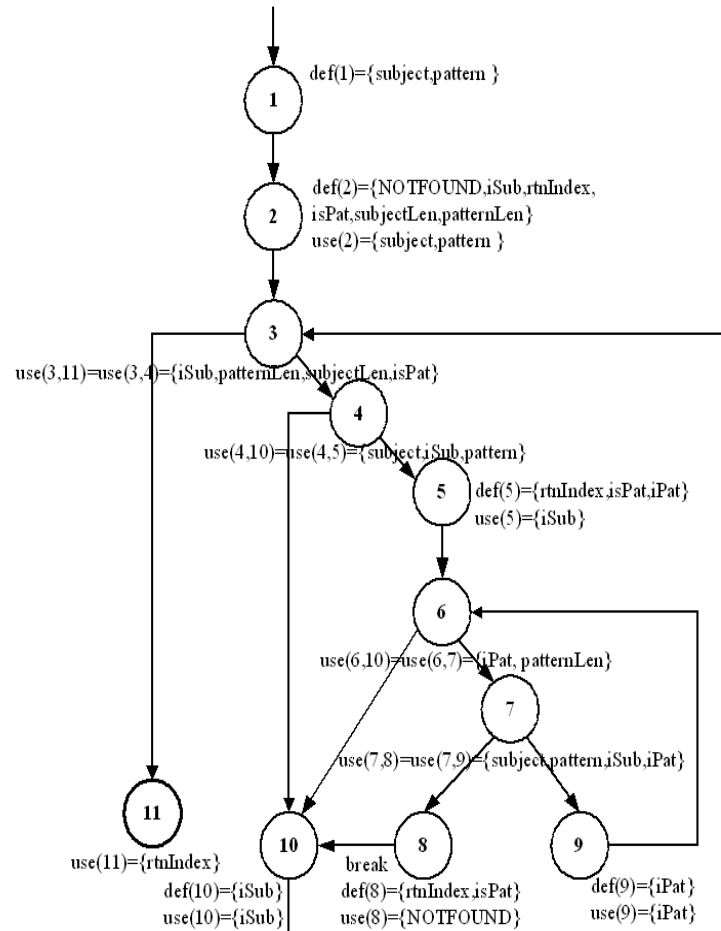 def(1)={subject,pattern }
1
def(2)={NOTFOUND,iSub,rtnIndex,
isPat,subjectLen,patternLen}
use(2)={subject,pattern }
2
3
use(3,11)=use(3,4)={iSub,patternLen,subjectLen,isPat}
4
use(4,10)=use(4,5)={subject,iSub,pattern}
5
def(5)={rtnIndex,isPat,iPat}
use(5)={iSub}
6
use(6,10)=use(6,7)={iPat, patternLen}
7
use(7,8)=use(7,9)={subject,pattern,iSub,iPat}
11
10
8
9
use(11)={rtnIndex}
break
def(10)={iSub}
use(10)={iSub}
def(8)={rtnIndex,isPat}
use(8)={NOTFOUND}
def(9)={iPat}
use(9)={iPat}